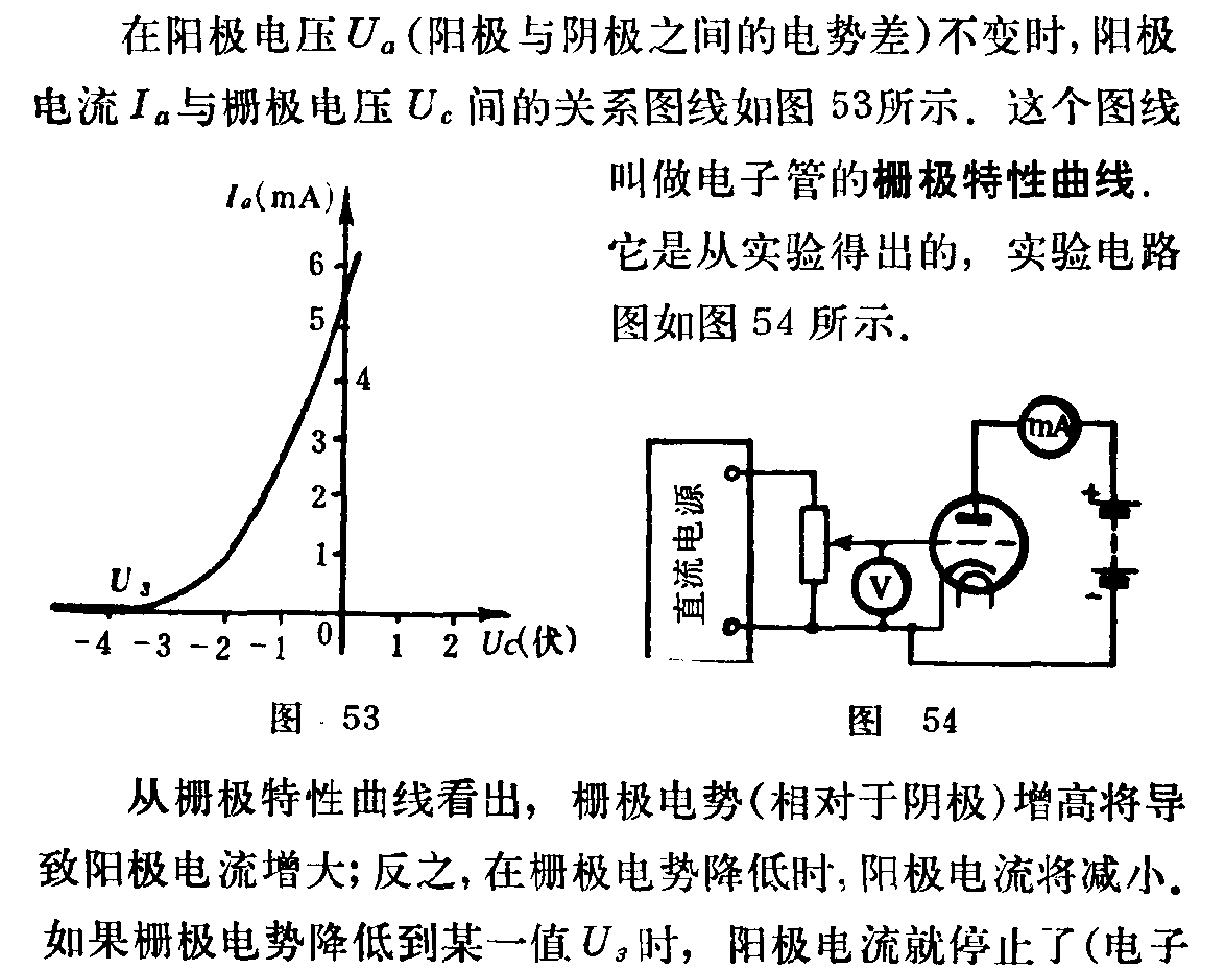 在阳极电压Uₐ(阳极与阴极之间的电势差)不变时,阳极
电流Iₐ与栅极电压U꜀间的关系图线如图 53所示．这个图线
叫做电子管的栅极特性曲线．
它是从实验得出的，实验电路
图如图 54 所示．
Iₐ(mA)
6
5
4
3
2
1
U₃
-4 -3 -2 -1 0 1 2 Uc(伏)
图 53
直流电源
V
mA
+
-
图 54
从栅极特性曲线看出，栅极电势(相对于阴极)增高将导
致阳极电流增大;反之,在栅极电势降低时,阳极电流将减小．
如果栅极电势降低到某一值U₃时，阳极电流就停止了(电子